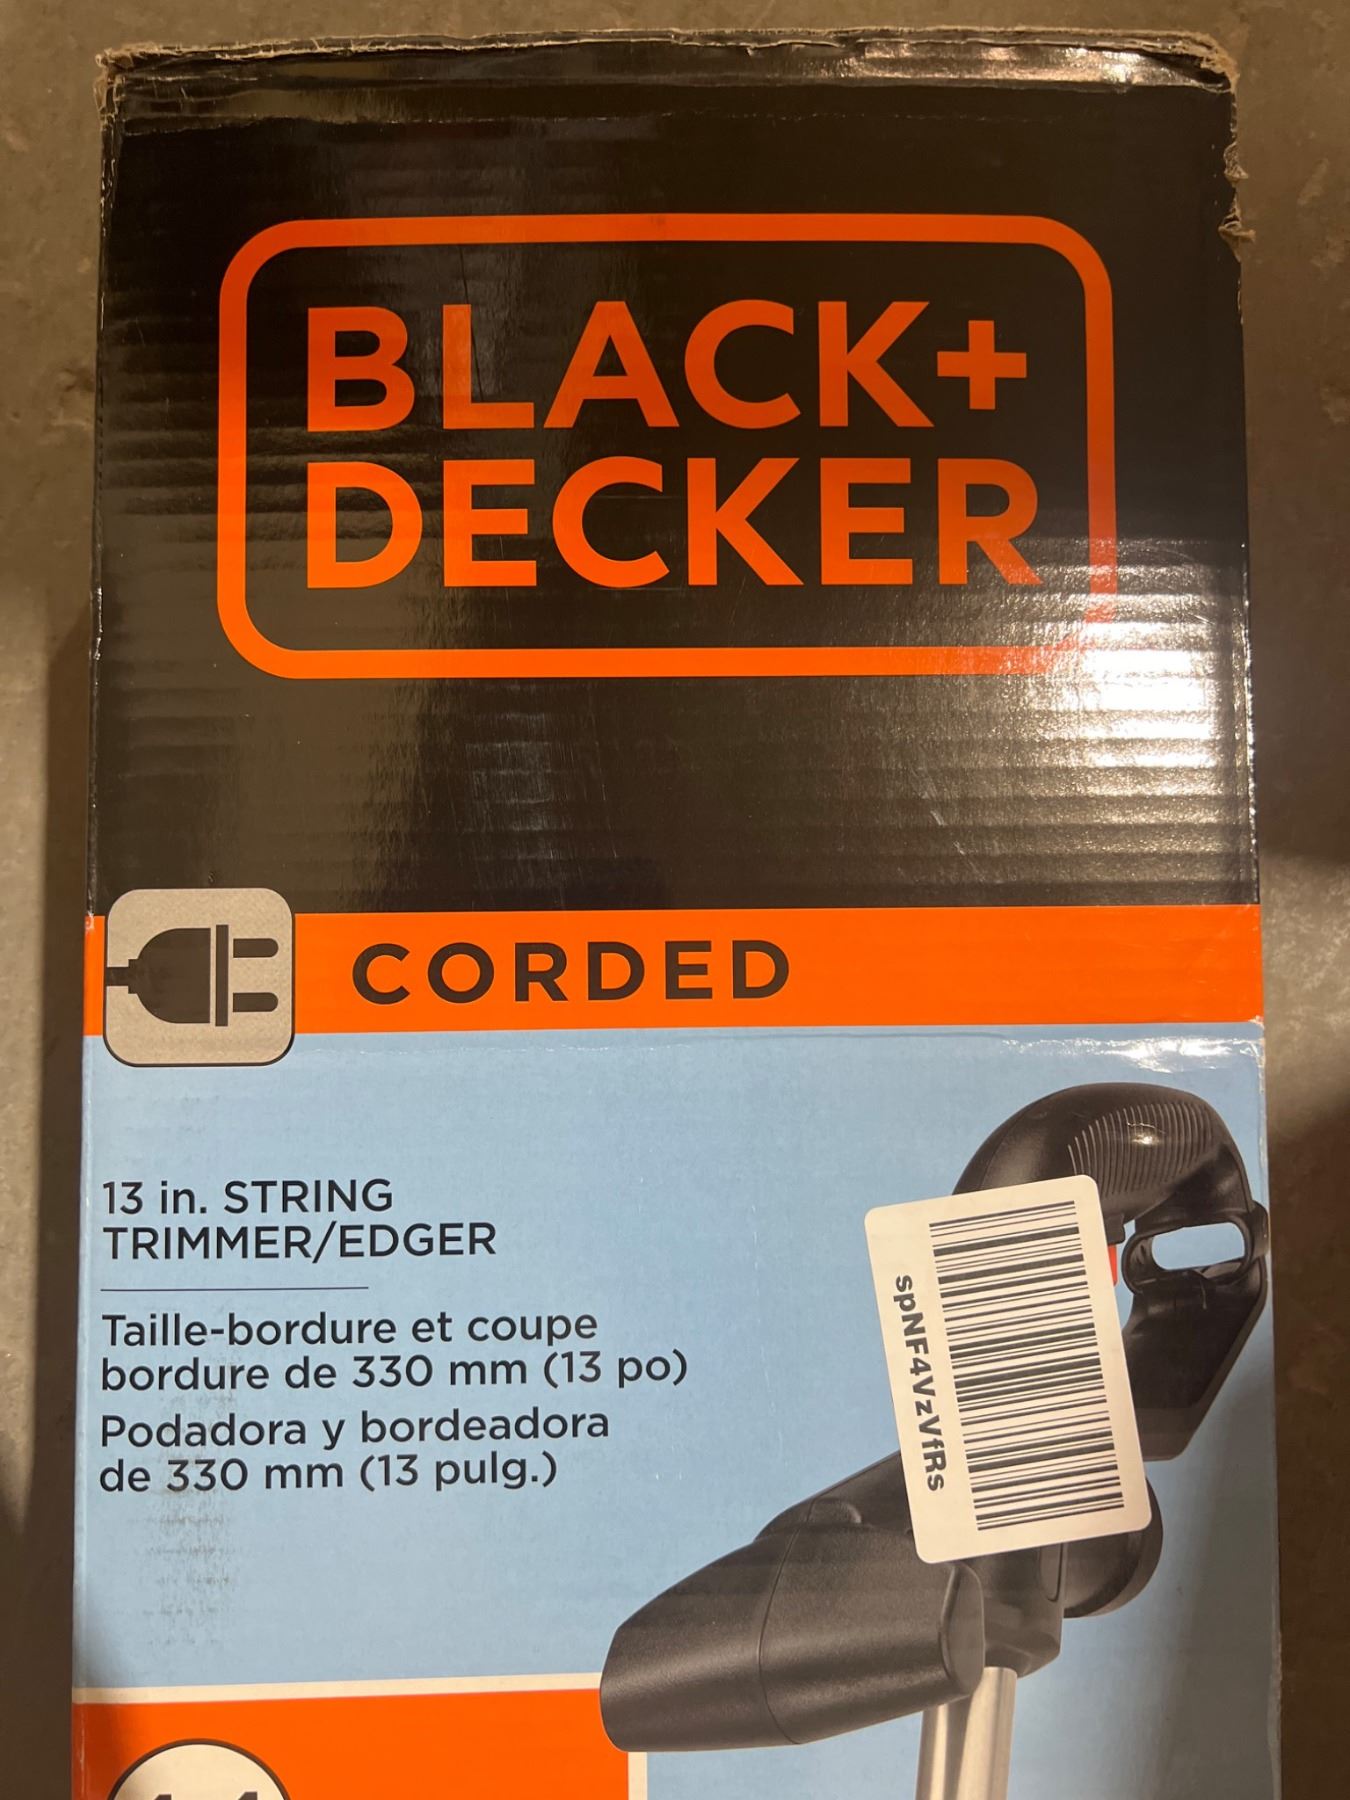 BLACK+
DECKER
CORDED
13 in. STRING
TRIMMER/EDGER
Taille-bordure et coupe
bordure de 330 mm (13 po)
Podadora y bordeadora
de 330 mm (13 pulg.)
spNF4VzVfRs